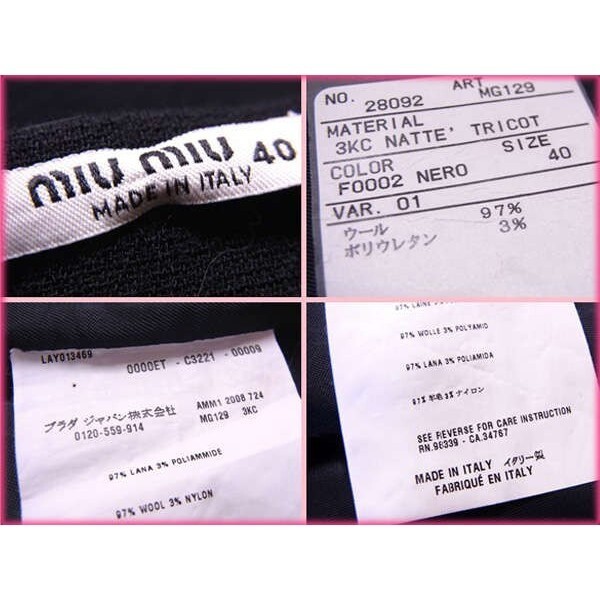 miu miu 40
MADE IN ITALY
NO. 28092 ART MG129
MATERIAL
3KC NATTE' TRICOT
COLOR SIZE
F0002 NERO 40
VAR. 01
ウール 97%
ポリウレタン 3%
LAY013469
0000ET - C3221 - 00009
プラダ ジャパン株式会社 AMM1 2008 724
0120-559-914 MG129 3KC
97% LANA 3% POLIAMMIDE
97% WOOL 3% NYLON
97% LAINE 3%
97% WOLLE 3% POLYAMID
97% LANA 3% POLIAMIDA
97% 羊毛 3% ナイロン
SEE REVERSE FOR CARE INSTRUCTION
RN.98339 - CA.34767
MADE IN ITALY イタリー製
FABRIQUÉ EN ITALY